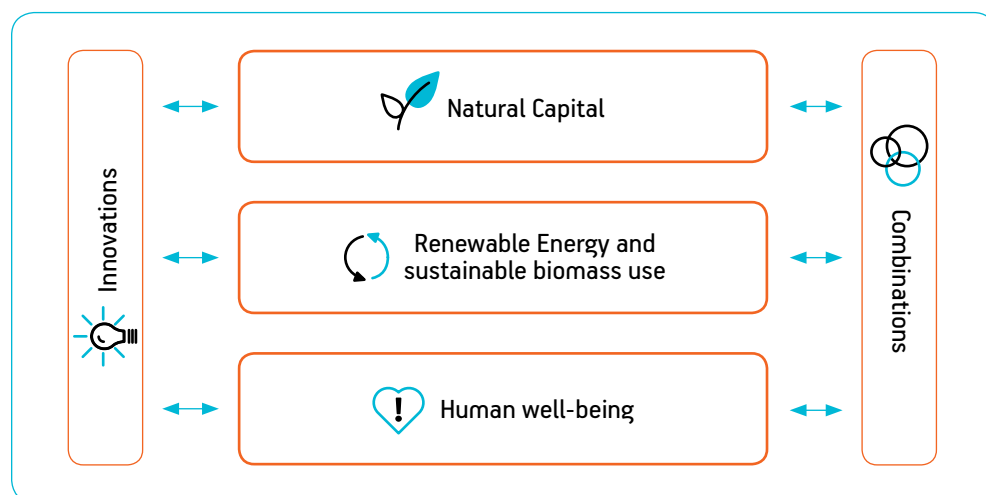 Innovations
Natural Capital
Renewable Energy and
sustainable biomass use
! Human well-being
Combinations